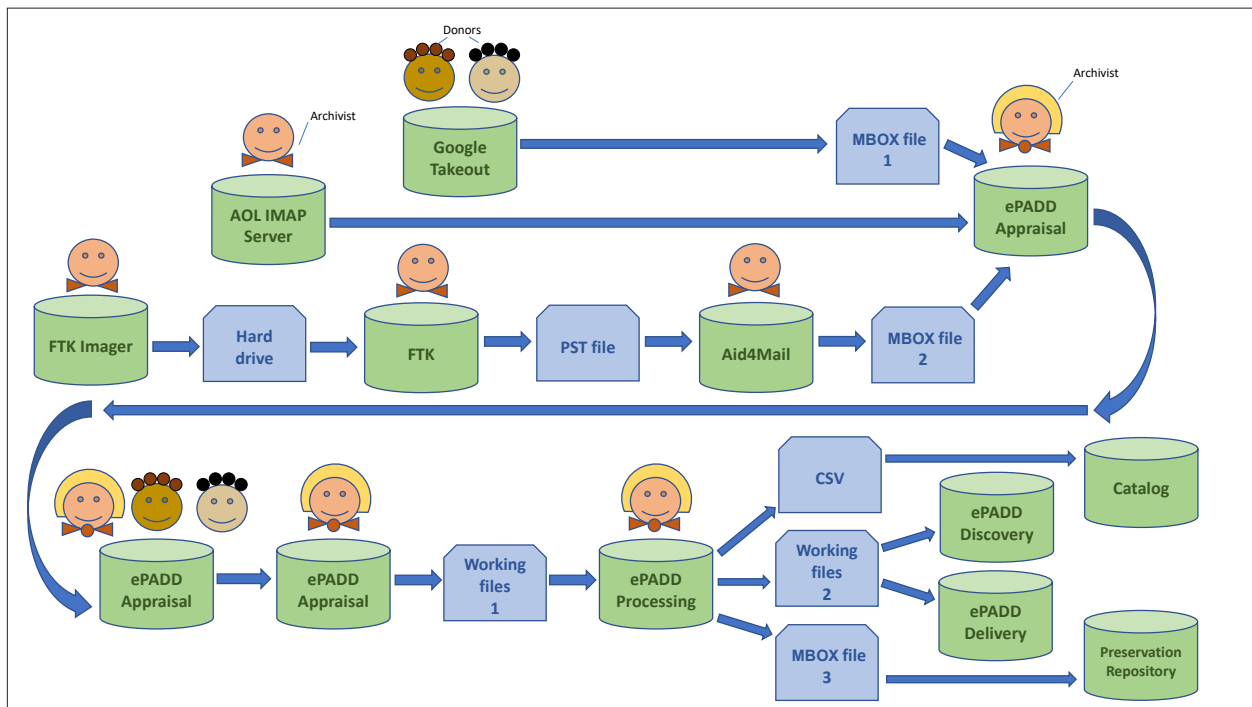 Donors
Archivist
Archivist
Google
Takeout
MBOX file
1
AOL IMAP
Server
ePADD
Appraisal
FTK Imager
Hard
drive
FTK
PST file
Aid4Mail
MBOX file
2
ePADD
Appraisal
ePADD
Appraisal
Working
files
1
ePADD
Processing
CSV
Catalog
Working
files
2
ePADD
Discovery
ePADD
Delivery
MBOX file
3
Preservation
Repository